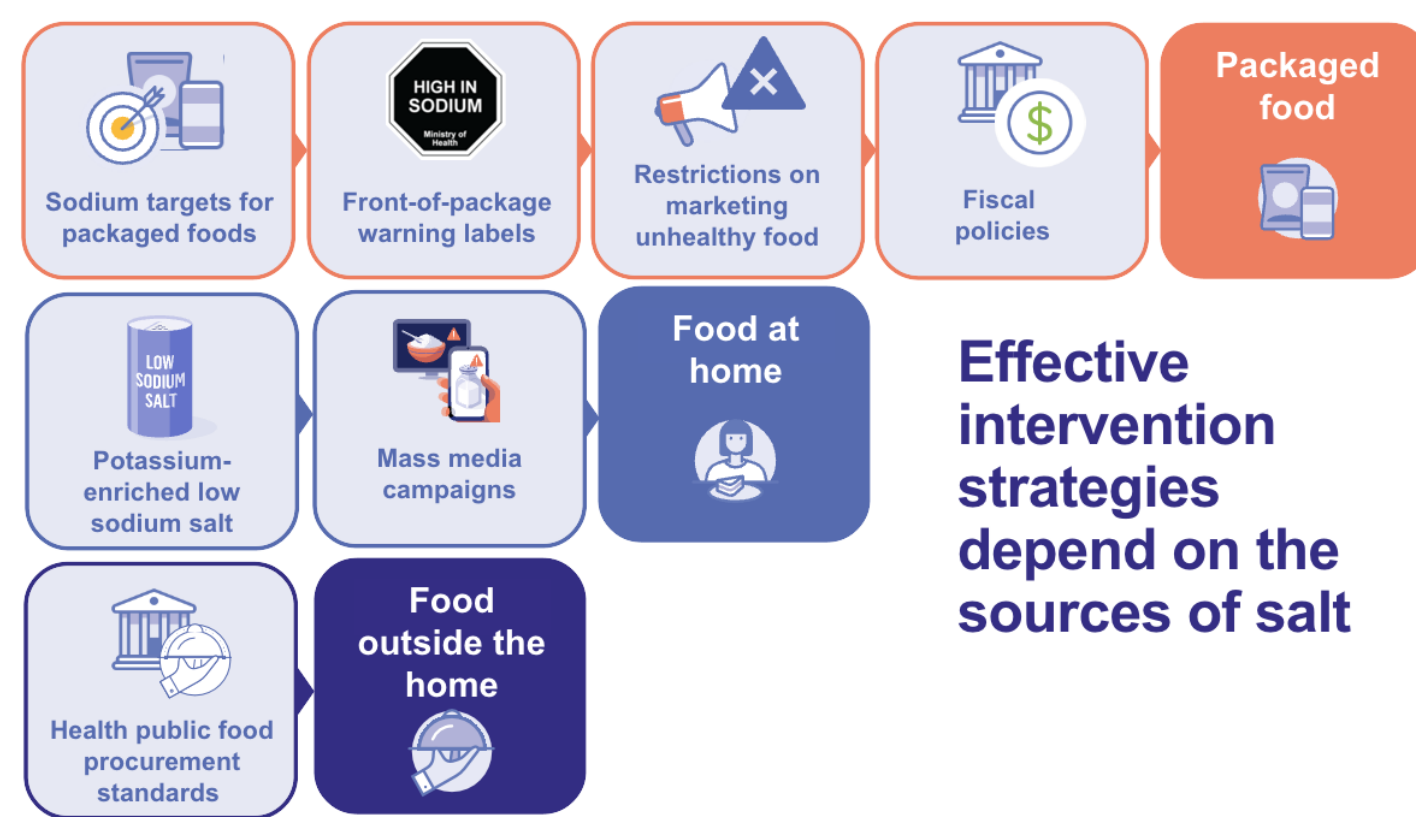 HIGH IN
SODIUM
Ministry of
Health
Sodium targets for
packaged foods
Front-of-package
warning labels
Restrictions on
marketing
unhealthy food
$
Fiscal
policies
Packaged
food
LOW
SODIUM
SALT
Potassium-
enriched low
sodium salt
Mass media
campaigns
Food at
home
Effective
intervention
strategies
depend on the
sources of salt
Health public food
procurement
standards
Food
outside the
home